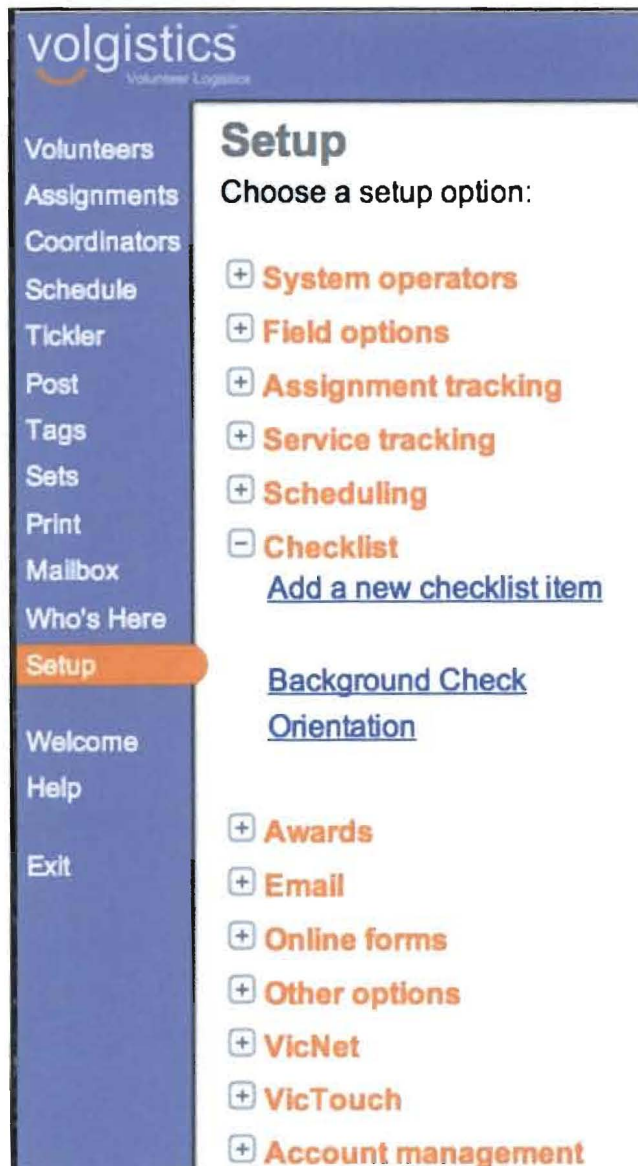 volgistics
Volunteer Logistics
Volunteers
Assignments
Coordinators
Schedule
Tickler
Post
Tags
Sets
Print
Mailbox
Who's Here
Setup
Welcome
Help
Exit
Setup
Choose a setup option:
System operators
Field options
Assignment tracking
Service tracking
Scheduling
Checklist
Add a new checklist item
Background Check
Orientation
Awards
Email
Online forms
Other options
VicNet
VicTouch
Account management